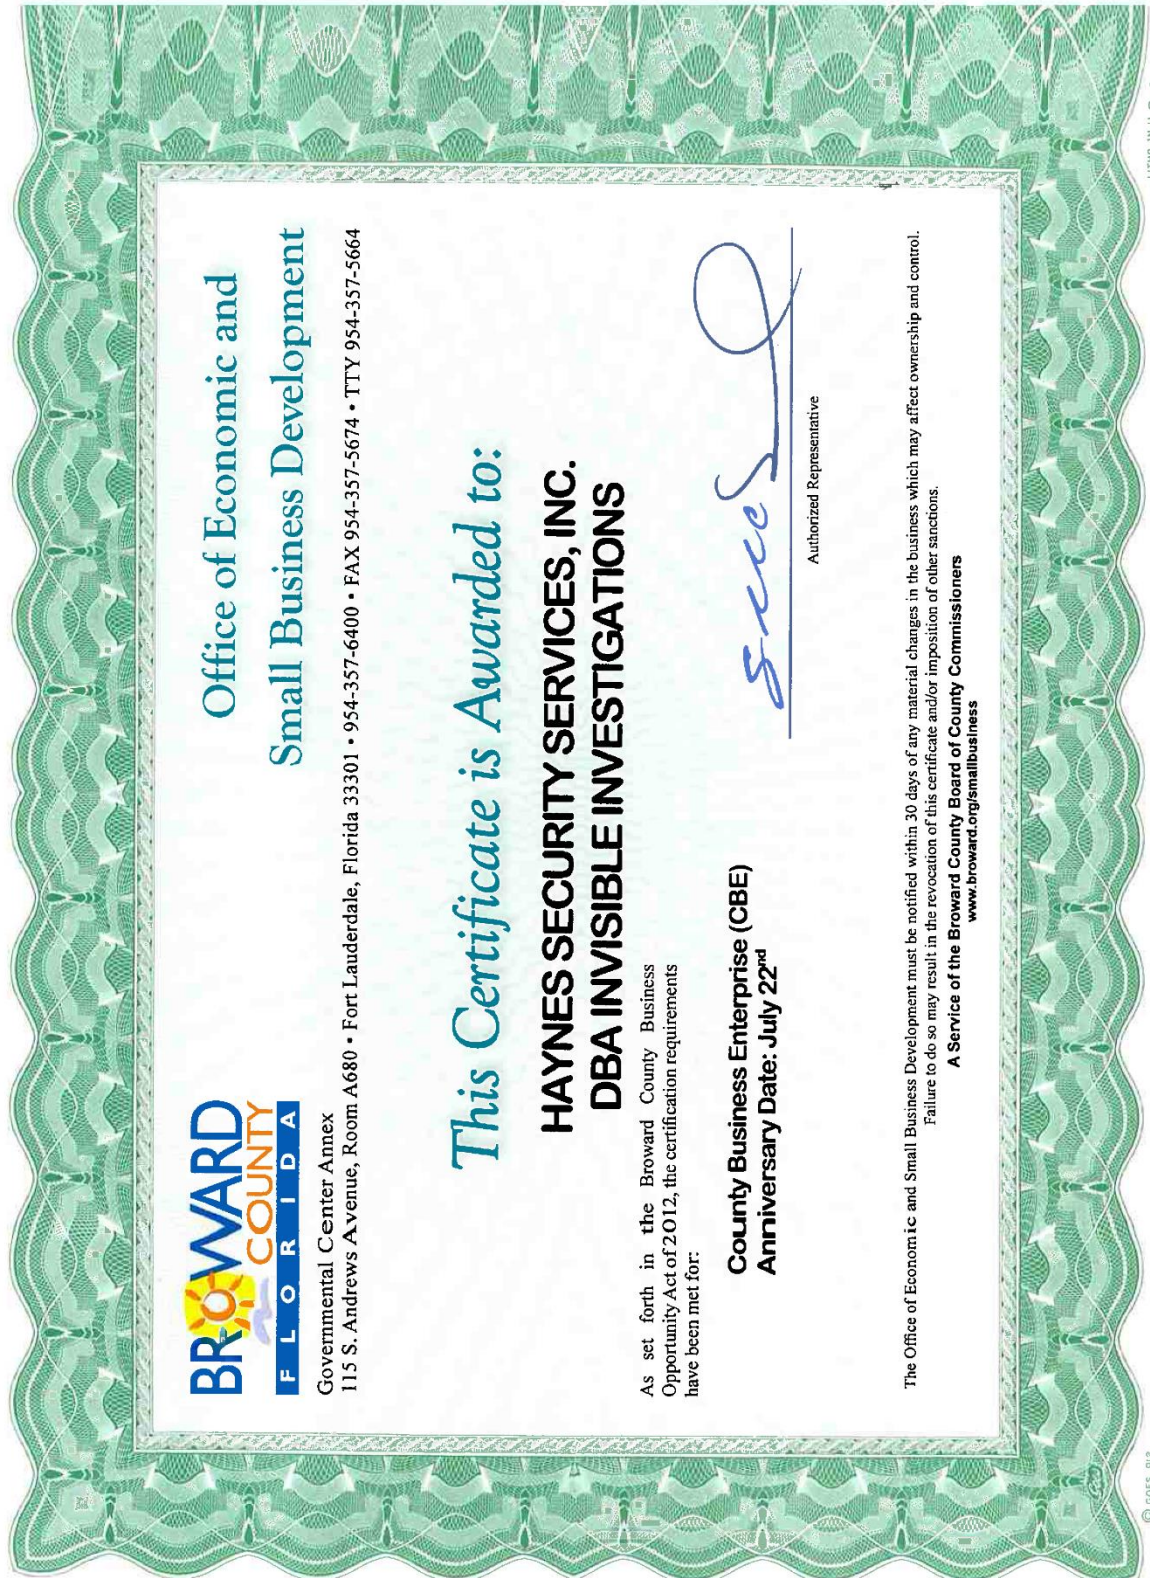 BROWARD
COUNTY
FLORIDA
Office of Economic and
Small Business Development
Governmental Center Annex
115 S. Andrews Avenue, Room A680 • Fort Lauderdale, Florida 33301 • 954-357-6400 • FAX 954-357-5674 • TTY 954-357-5664
This Certificate is Awarded to:
HAYNES SECURITY SERVICES, INC.
DBA INVISIBLE INVESTIGATIONS
As set forth in the Broward County Business
Opportunity Act of 2012, the certification requirements
have been met for:
County Business Enterprise (CBE)
Anniversary Date: July 22nd
Authorized Representative
The Office of Economic and Small Business Development must be notified within 30 days of any material changes in the business which may affect ownership and control.
Failure to do so may result in the revocation of this certificate and/or imposition of other sanctions.
A Service of the Broward County Board of County Commissioners
www.broward.org/smallbusiness